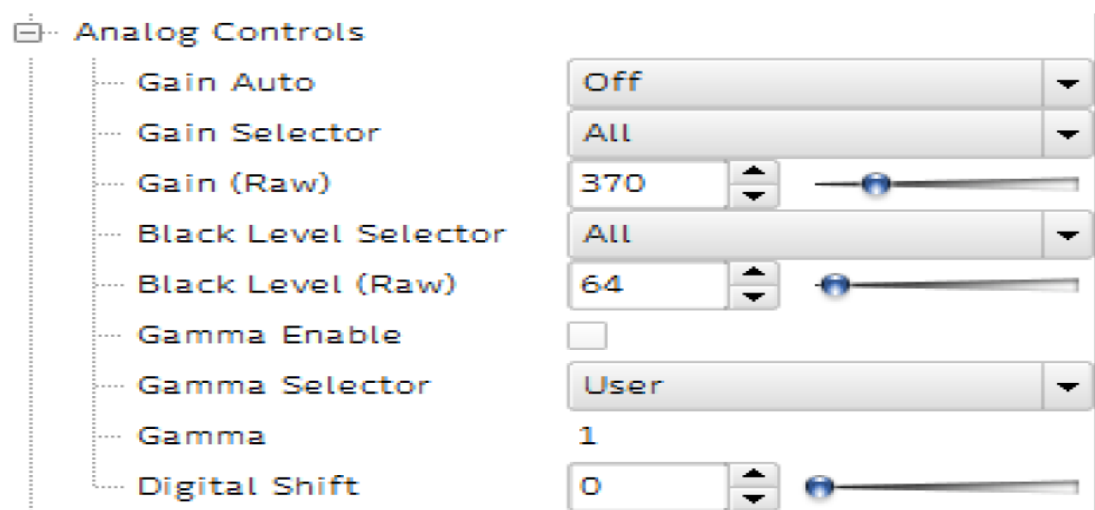 Analog Controls
Gain Auto Off
Gain Selector All
Gain (Raw) 370
Black Level Selector All
Black Level (Raw) 64
Gamma Enable
Gamma Selector User
Gamma 1
Digital Shift 0